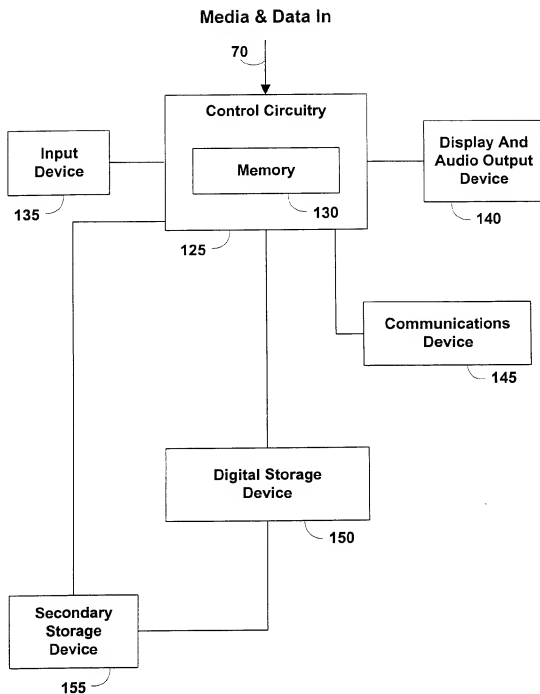 Media & Data In
70
Control Circuitry
Input
Device
Memory
Display And
Audio Output
Device
135
130
140
125
Communications
Device
145
Digital Storage
Device
150
Secondary
Storage
Device
155